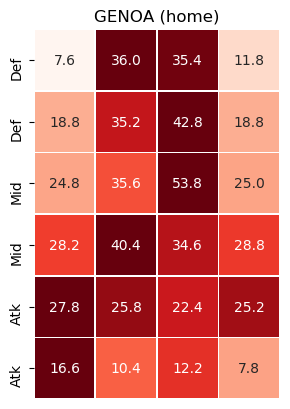 GENOA (home)
Def 7.6 36.0 35.4 11.8
Def 18.8 35.2 42.8 18.8
Mid 24.8 35.6 53.8 25.0
Mid 28.2 40.4 34.6 28.8
Atk 27.8 25.8 22.4 25.2
Atk 16.6 10.4 12.2 7.8